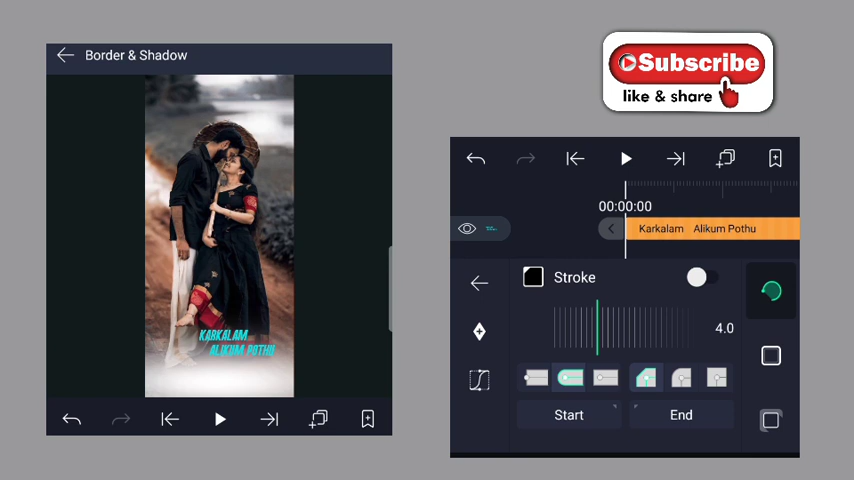 Border & Shadow
KARKALAM
ALIKUM POTHU
Subscribe
like & share
00:00:00
Karkalam Alikum Pothu
Stroke
4.0
Start
End